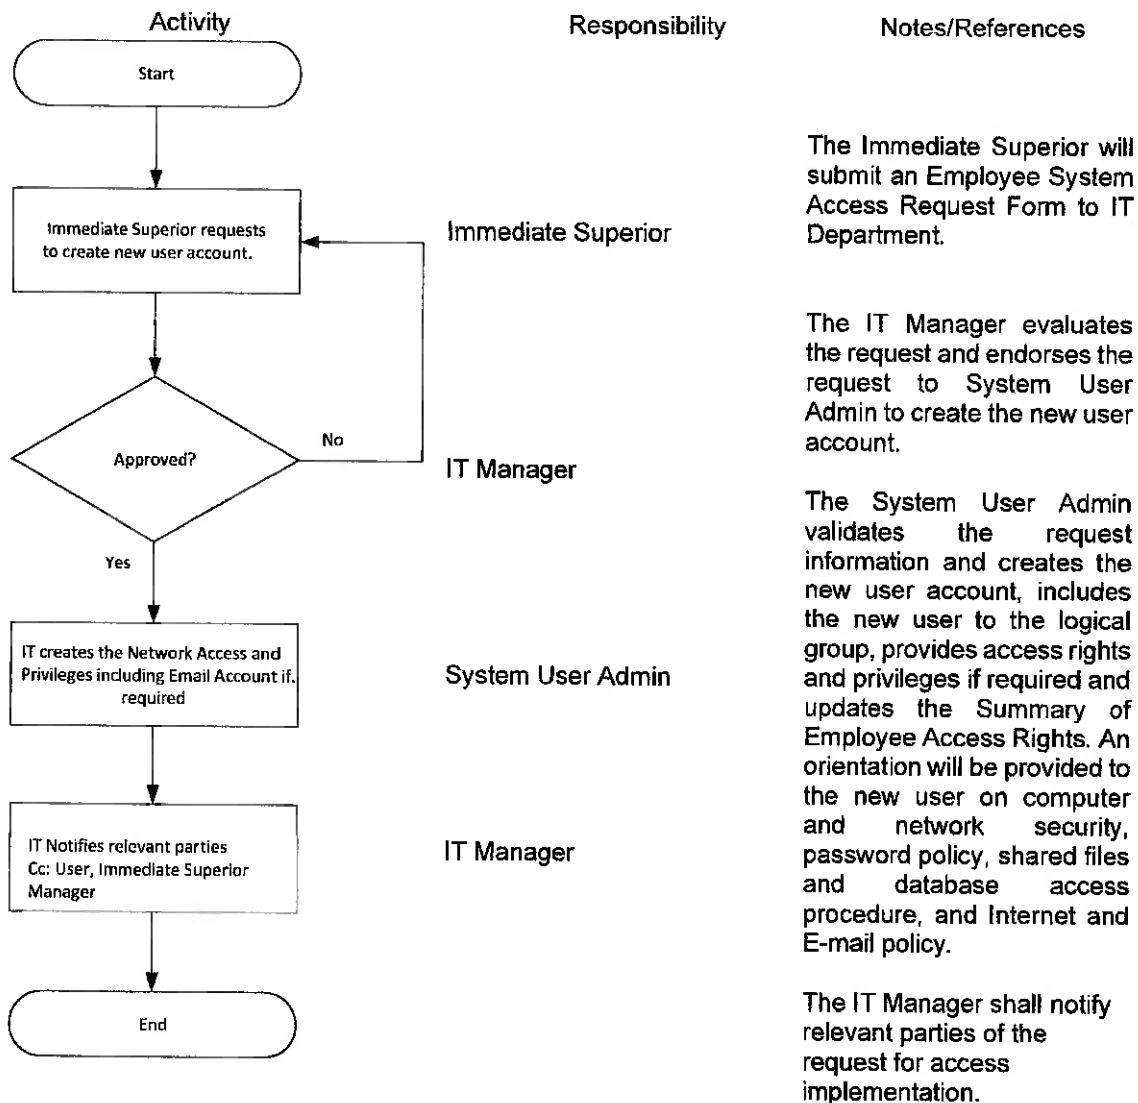 Activity
Responsibility
Notes/References
Start
Immediate Superior requests
to create new user account.
Immediate Superior
The Immediate Superior will
submit an Employee System
Access Request Form to IT
Department.
Approved?
No
Yes
IT Manager
The IT Manager evaluates
the request and endorses the
request to System User
Admin to create the new user
account.
IT creates the Network Access and
Privileges including Email Account if.
required
System User Admin
The System User Admin
validates the request
information and creates the
new user account, includes
the new user to the logical
group, provides access rights
and privileges if required and
updates the Summary of
Employee Access Rights. An
orientation will be provided to
the new user on computer
and network security,
password policy, shared files
and database access
procedure, and Internet and
E-mail policy.
IT Notifies relevant parties
Cc: User, Immediate Superior
Manager
IT Manager
The IT Manager shall notify
relevant parties of the
request for access
implementation.
End